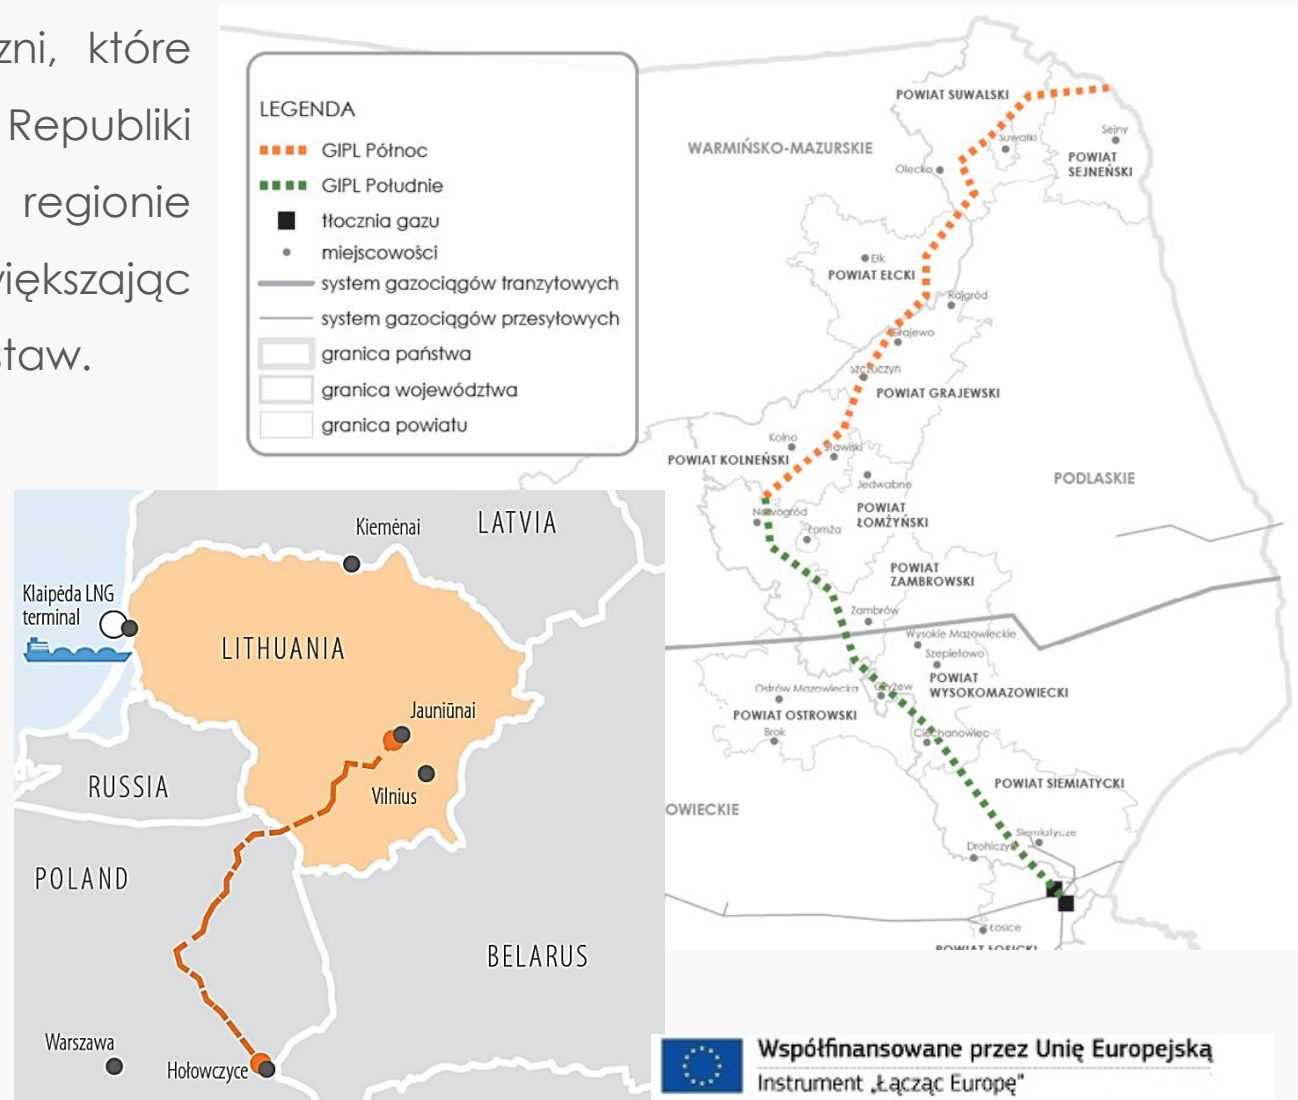 zni, które
Republiki
regionie
większając
staw.
LEGENDA
GIPL Północ
GIPL Południe
tłocznia gazu
miejscowości
system gazociągów tranzytowych
system gazociągów przesyłowych
granica państwa
granica województwa
granica powiatu
POWIAT SUWALSKI
WARMIŃSKO-MAZURSKIE
Sejny
Suwałki
POWIAT
SEJNEŃSKI
Olecko
Ełk
POWIAT EŁCKI
Rajgród
Grajewo
Szczuczyn
POWIAT GRAJEWSKI
Kolno
Stawiski
POWIAT KOLNEŃSKI
Jedwabne
PODLASKIE
Nowogród
POWIAT
ŁOMŻYŃSKI
Łomża
POWIAT
ZAMBROWSKI
Zambrów
Wysokie Mazowieckie
Szepietowo
POWIAT
WYSOKOMAZOWIECKI
Ostrów Mazowiecka
Czyżew
POWIAT OSTROWSKI
Brok
Ciechanowiec
POWIAT SIEMIATYCKI
OWIECKIE
Siemiatycze
Drohiczyn
Łosice
POWIAT ŁOSICKI
Kiemėnai
LATVIA
Klaipėda LNG
terminal
LITHUANIA
Jauniūnai
RUSSIA
Vilnius
POLAND
BELARUS
Warszawa
Hołowczyce
Współfinansowane przez Unię Europejską
Instrument „Łącząc Europę"